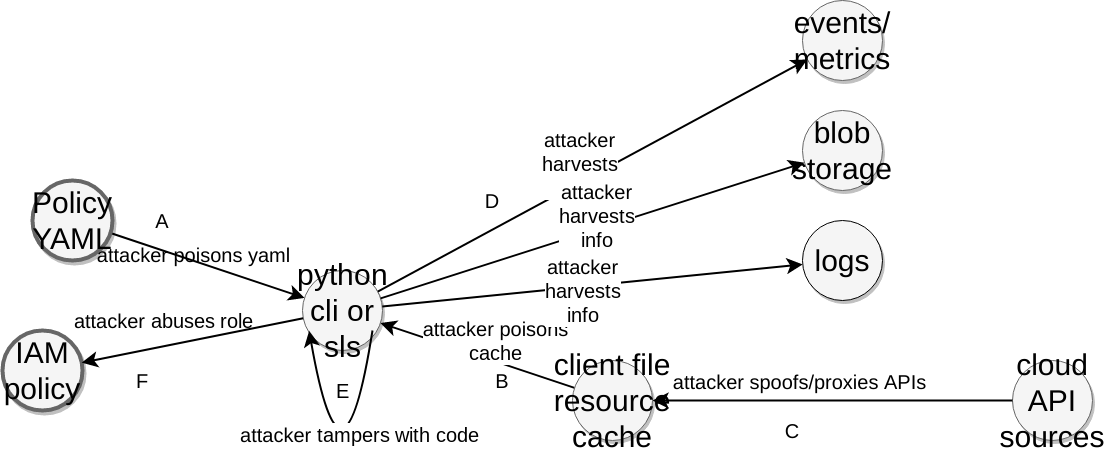 events/
metrics
attacker
harvests
blob
storage
D
attacker
harvests
info
Policy
YAML
A
attacker poisons yaml
logs
attacker
harvests
info
python
cli or
sls
attacker abuses role
IAM
policy
F
E
attacker tampers with code
attacker poisons
cache
B
client file
resource
cache
attacker spoofs/proxies APIs
C
cloud
API
sources